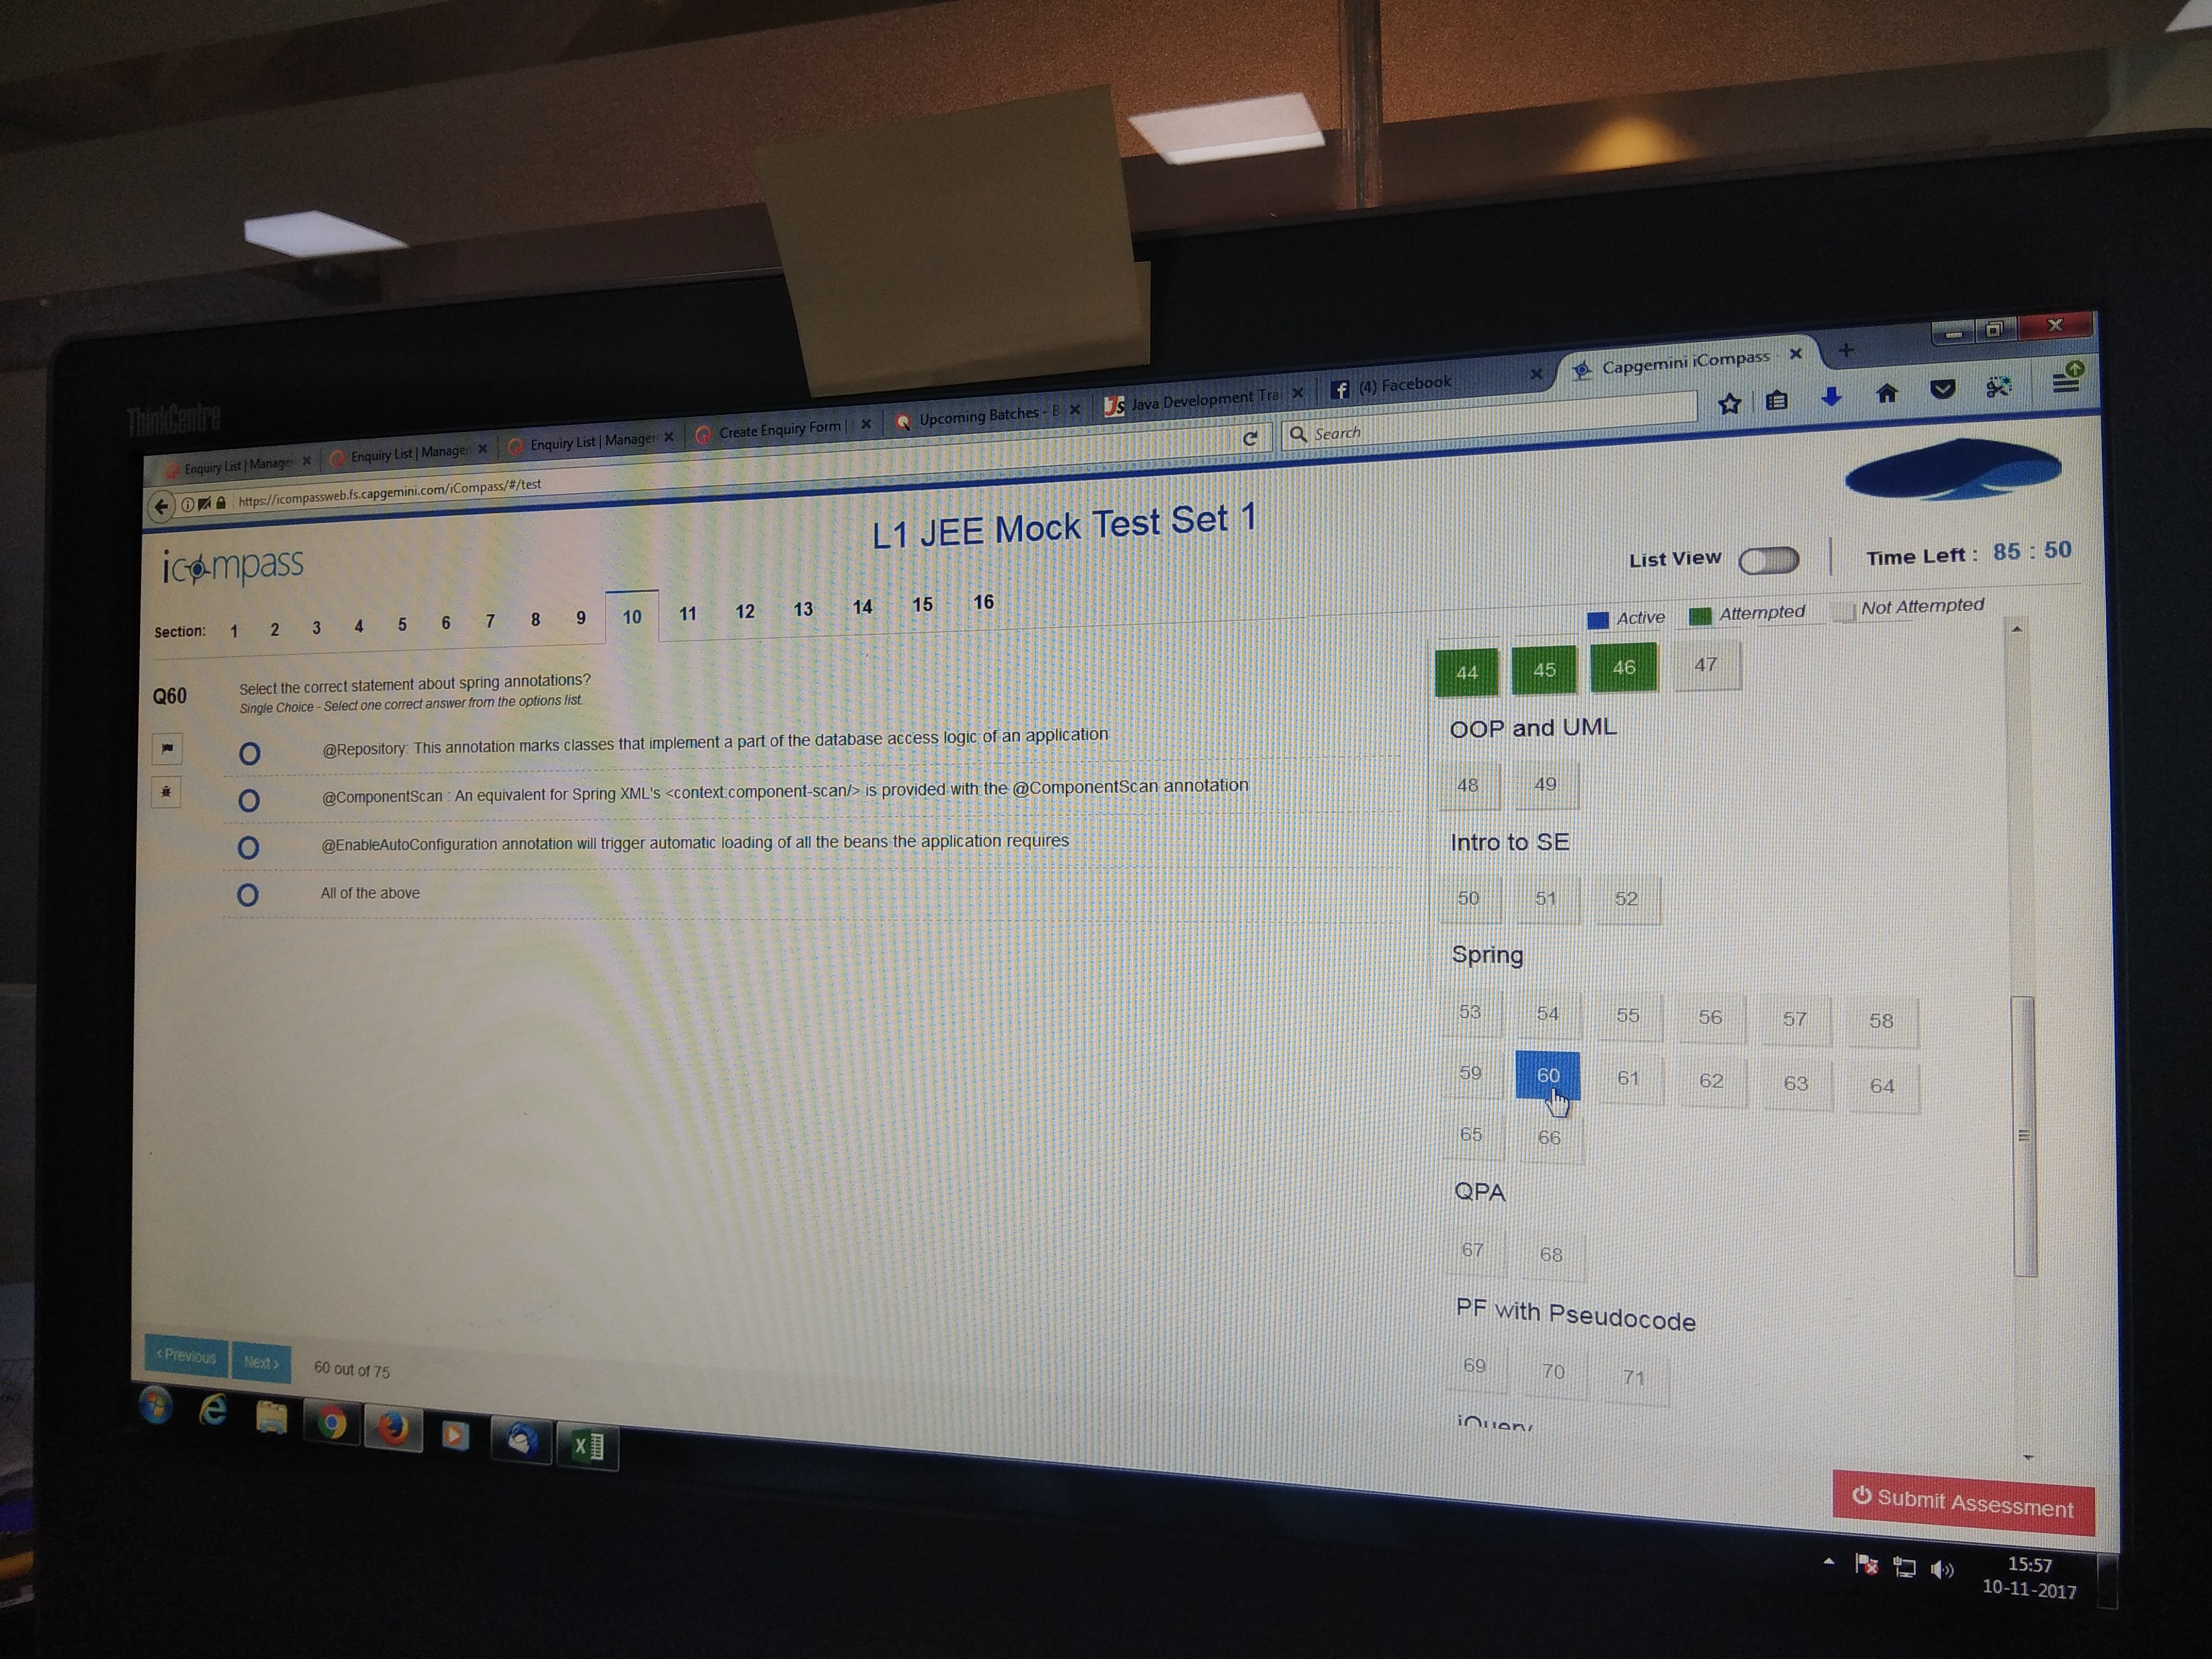 ThinkCentre
Enquiry List | Manager
Enquiry List | Manager
Enquiry List | Manager
Create Enquiry Form |
Upcoming Batches - B
Java Development Trai
(4) Facebook
Capgemini iCompass
https://icompassweb.fs.capgemini.com/iCompass/#/test
Search
icompass
L1 JEE Mock Test Set 1
List View
Time Left : 85 : 50
Section: 1 2 3 4 5 6 7 8 9 10 11 12 13 14 15 16
Active Attempted Not Attempted
Q60
Select the correct statement about spring annotations?
Single Choice - Select one correct answer from the options list.
@Repository: This annotation marks classes that implement a part of the database access logic of an application
@ComponentScan : An equivalent for Spring XML's <context:component-scan/> is provided with the @ComponentScan annotation
@EnableAutoConfiguration annotation will trigger automatic loading of all the beans the application requires
All of the above
44 45 46 47
OOP and UML
48 49
Intro to SE
50 51 52
Spring
53 54 55 56 57 58
59 60 61 62 63 64
65 66
QPA
67 68
PF with Pseudocode
69 70 71
jQuery
< Previous
Next >
60 out of 75
Submit Assessment
15:57
10-11-2017